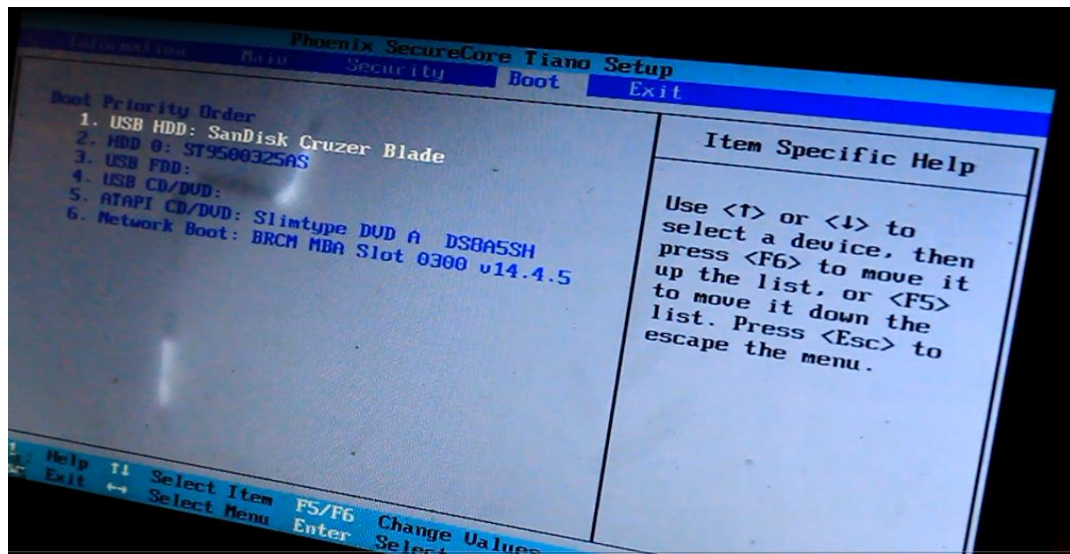 Phoenix SecureCore Tiano Setup
Information Main Security Boot Exit
Boot Priority Order
1. USB HDD: SanDisk Cruzer Blade
2. HDD 0: ST9500325AS
3. USB FDD:
4. USB CD/DVD:
5. ATAPI CD/DVD: Slimtype DVD A DS8A5SH
6. Network Boot: BRCM MBA Slot 0300 v14.4.5
Item Specific Help
Use <↑> or <↓> to
select a device, then
press <F6> to move it
up the list, or <F5>
to move it down the
list. Press <Esc> to
escape the menu.
Help ↑↓ Select Item F5/F6 Change Values
Exit ↔ Select Menu Enter Select